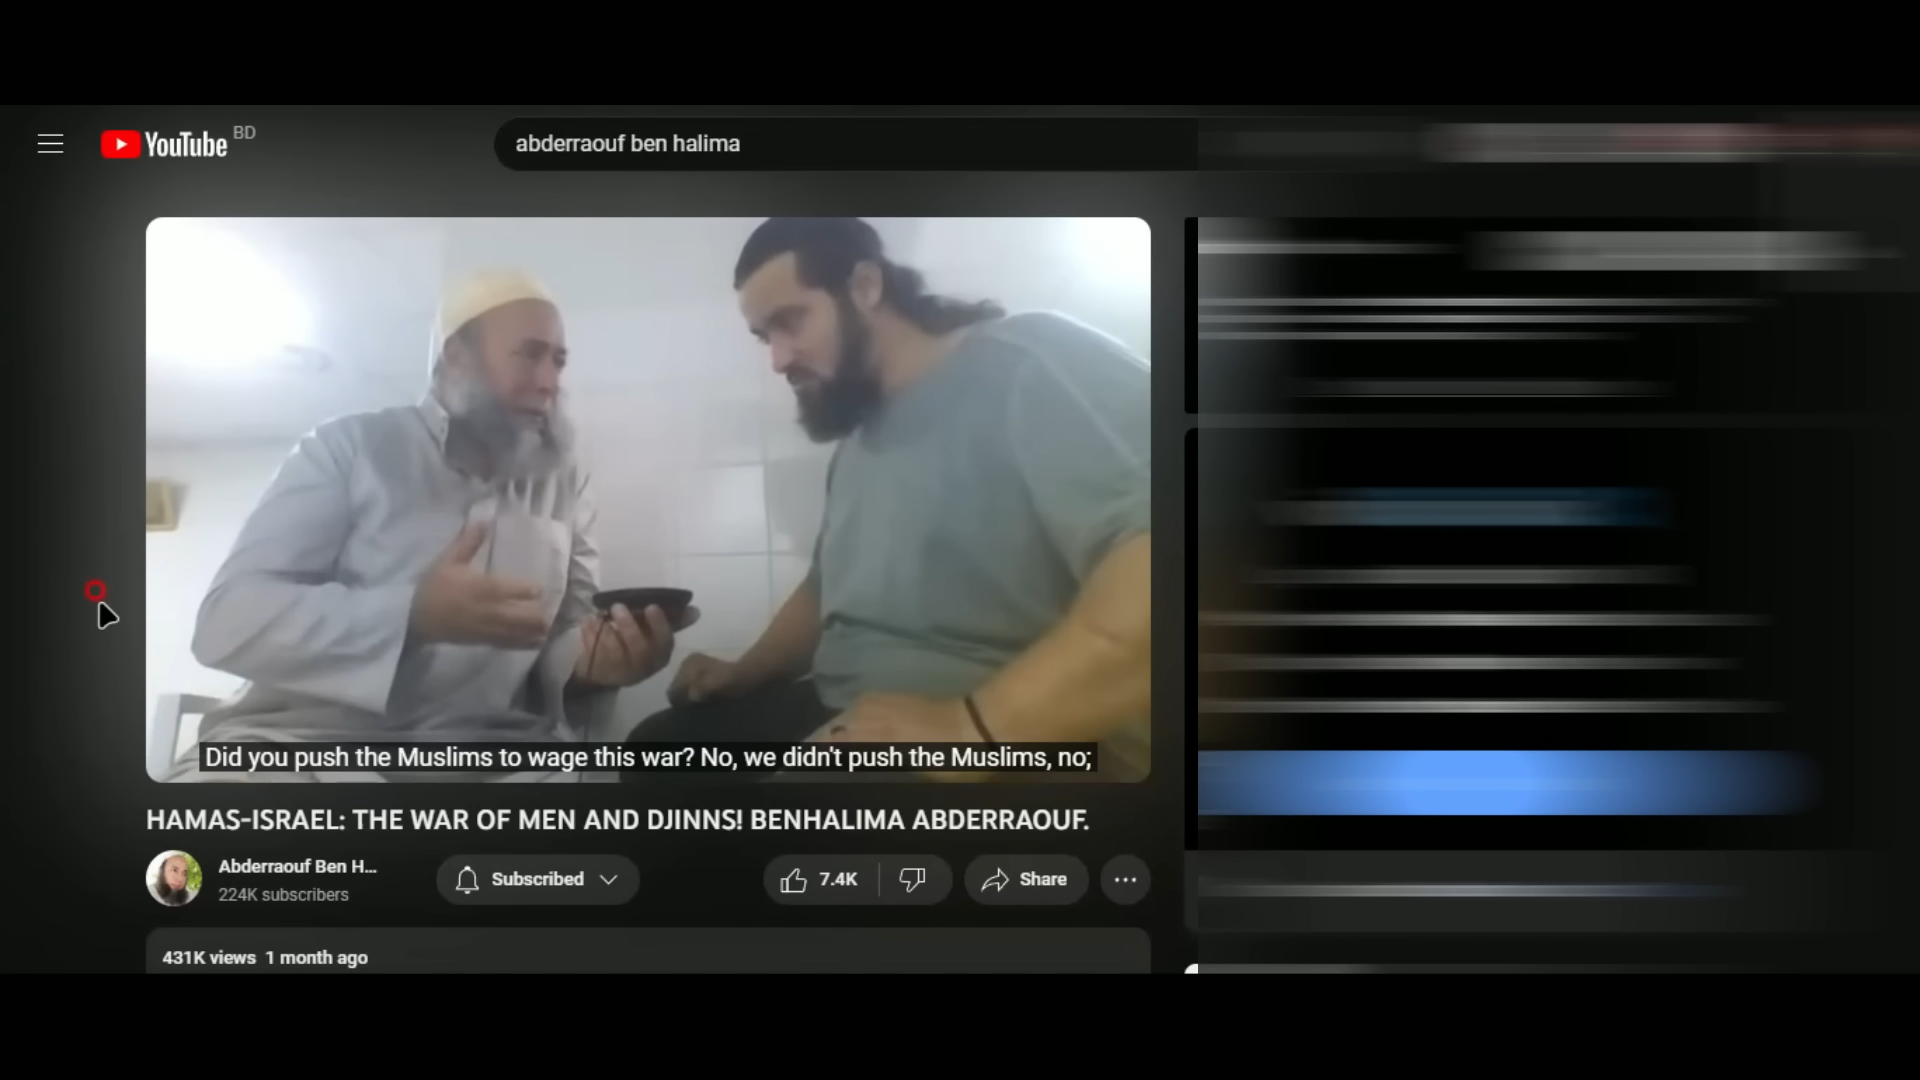 YouTube BD
abderraouf ben halima
Did you push the Muslims to wage this war? No, we didn't push the Muslims, no;
HAMAS-ISRAEL: THE WAR OF MEN AND DJINNS! BENHALIMA ABDERRAOUF.
Abderraouf Ben H...
224K subscribers
Subscribed
7.4K
Share
431K views 1 month ago